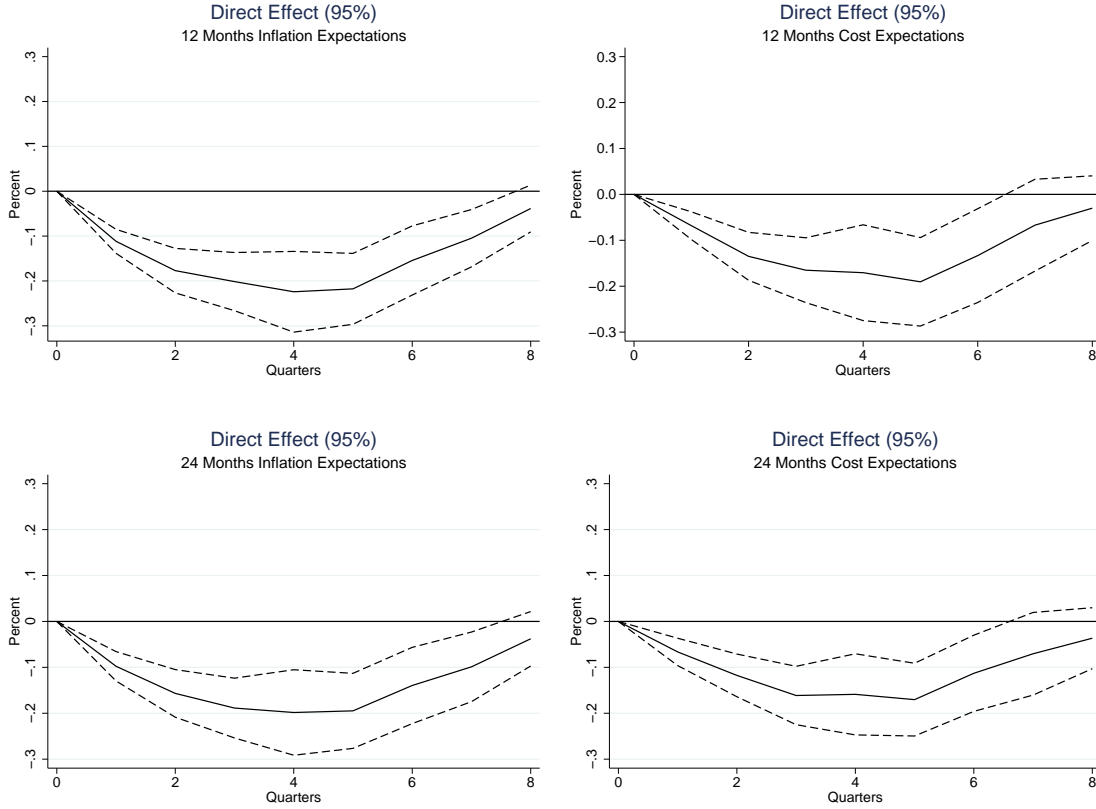 Direct Effect (95%)
12 Months Inflation Expectations
.3
.2
.1
0
−.1
−.2
−.3
Percent
0 2 4 6 8
Quarters
Direct Effect (95%)
12 Months Cost Expectations
0.3
0.2
0.1
0.0
−0.1
−0.2
−0.3
Percent
0 2 4 6 8
Quarters
Direct Effect (95%)
24 Months Inflation Expectations
.3
.2
.1
0
−.1
−.2
−.3
Percent
0 2 4 6 8
Quarters
Direct Effect (95%)
24 Months Cost Expectations
.3
.2
.1
0
−.1
−.2
−.3
Percent
0 2 4 6 8
Quarters